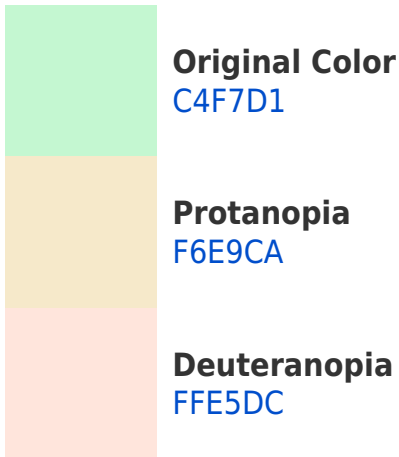 Original Color
C4F7D1
Protanopia
F6E9CA
Deuteranopia
FFE5DC